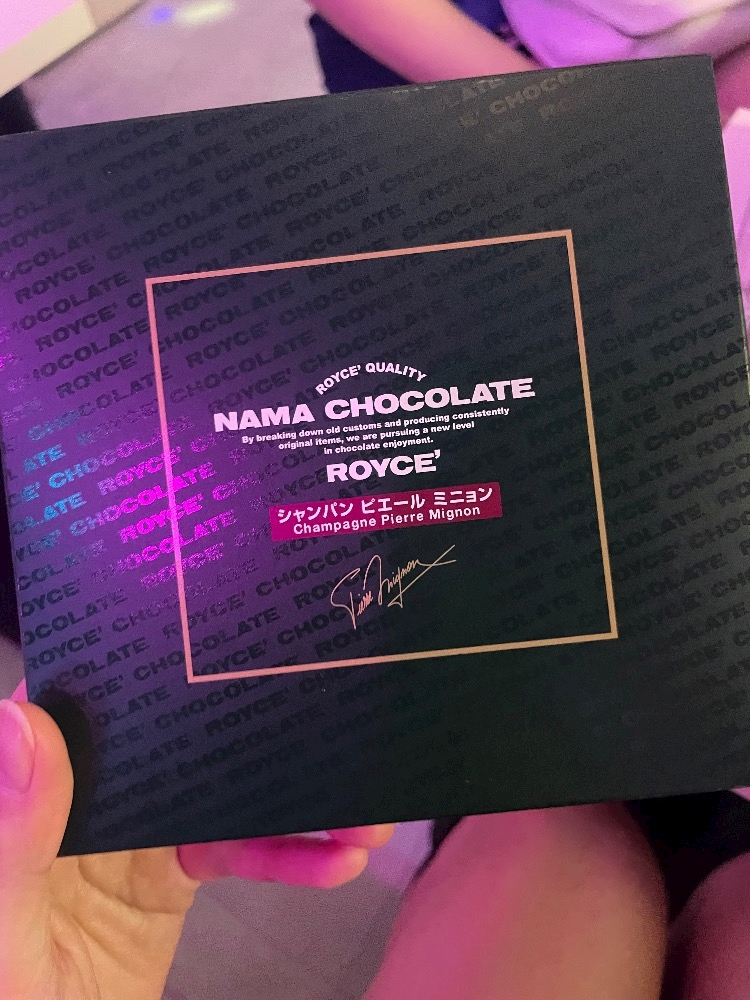 ROYCE' QUALITY
NAMA CHOCOLATE
By breaking down old customs and producing consistently
original items, we are pursuing a new level
in chocolate enjoyment.
ROYCE'
シャンパン ピエール ミニョン
Champagne Pierre Mignon
Pierre Mignon